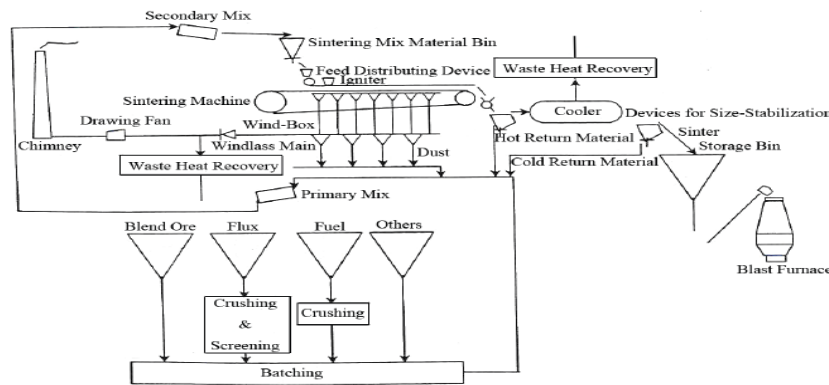 Secondary Mix
Sintering Mix Material Bin
Feed Distributing Device
Igniter
Waste Heat Recovery
Sintering Machine
Cooler
Devices for Size-Stabilization
Drawing Fan
Wind-Box
Hot Return Material
Sinter
Chimney
Windlass Main
Dust
Storage Bin
Waste Heat Recovery
Cold Return Material
Primary Mix
Blend Ore
Flux
Fuel
Others
Blast Furnace
Crushing
&
Screening
Crushing
Batching